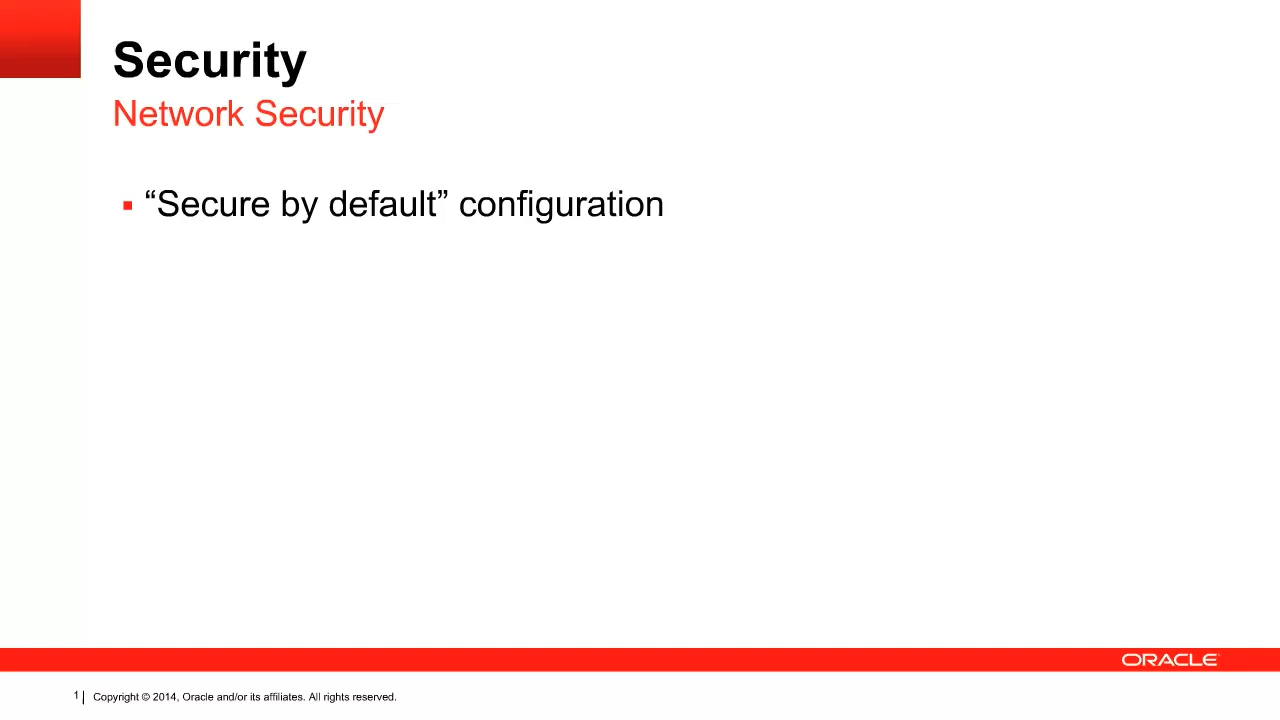 Security
Network Security
▪ “Secure by default” configuration
ORACLE
1 | Copyright © 2014, Oracle and/or its affiliates. All rights reserved.